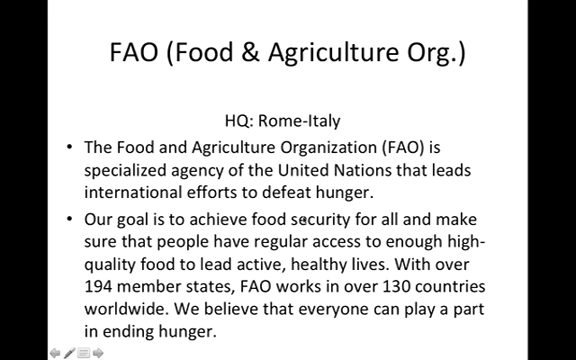 FAO (Food & Agriculture Org.)
HQ: Rome-Italy
• The Food and Agriculture Organization (FAO) is
specialized agency of the United Nations that leads
international efforts to defeat hunger.
• Our goal is to achieve food security for all and make
sure that people have regular access to enough high-
quality food to lead active, healthy lives. With over
194 member states, FAO works in over 130 countries
worldwide. We believe that everyone can play a part
in ending hunger.